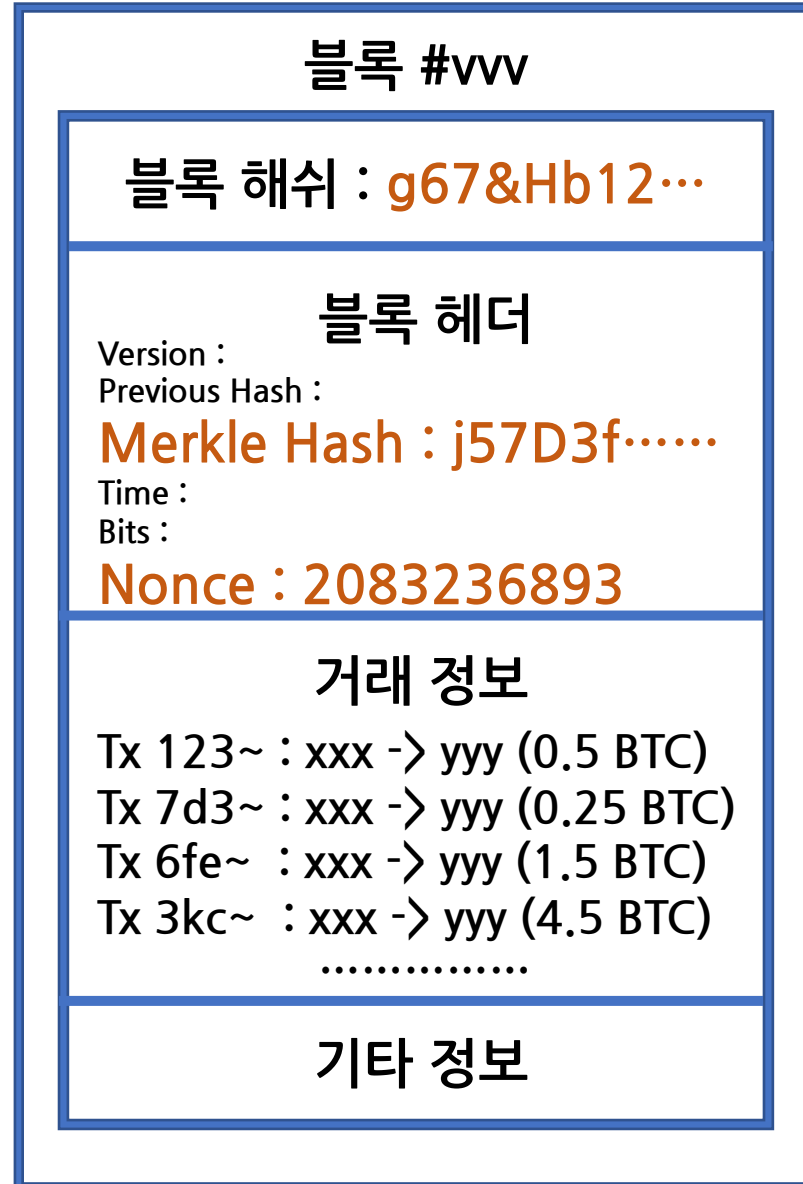 블록 #vvv
블록 해쉬 : g67&Hb12…
블록 헤더
Version :
Previous Hash :
Merkle Hash : j57D3f……
Time :
Bits :
Nonce : 2083236893
거래 정보
Tx 123~ : xxx -> yyy (0.5 BTC)
Tx 7d3~ : xxx -> yyy (0.25 BTC)
Tx 6fe~ : xxx -> yyy (1.5 BTC)
Tx 3kc~ : xxx -> yyy (4.5 BTC)
……………
기타 정보